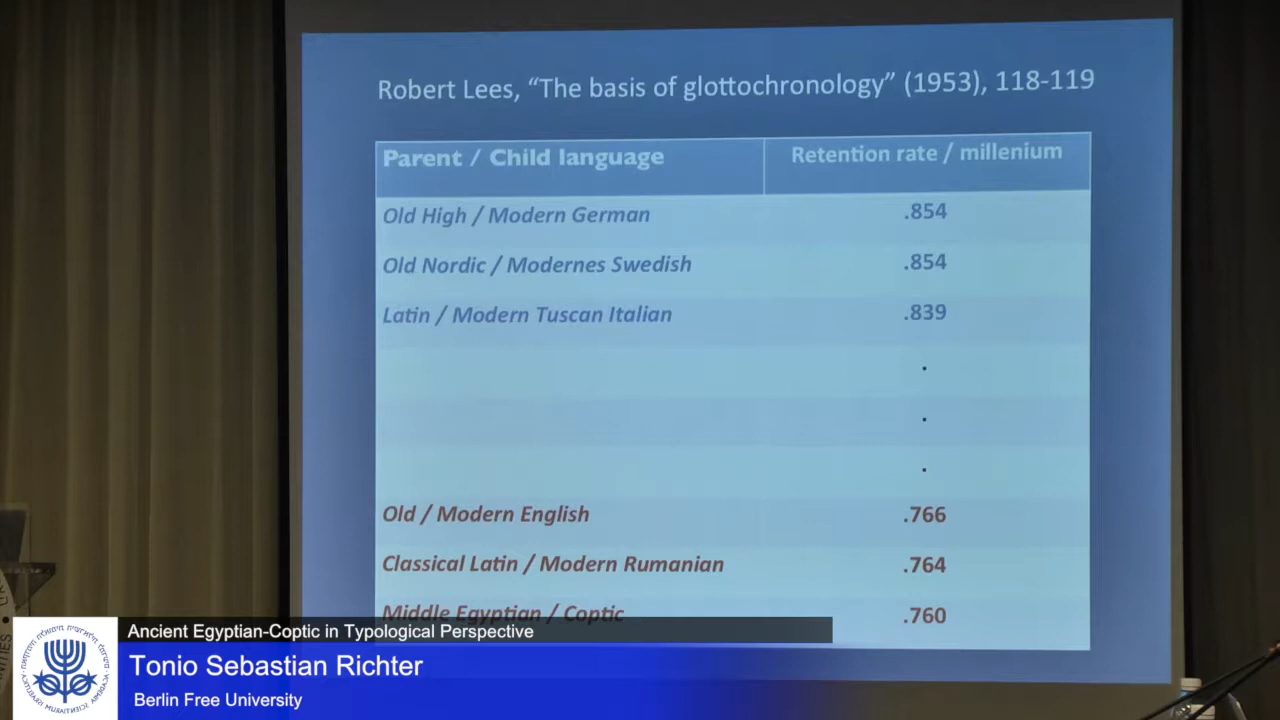 Robert Lees, “The basis of glottochronology” (1953), 118-119
Parent / Child language Retention rate / millenium
Old High / Modern German .854
Old Nordic / Modernes Swedish .854
Latin / Modern Tuscan Italian .839
.
.
.
Old / Modern English .766
Classical Latin / Modern Rumanian .764
Middle Egyptian / Coptic .760
Ancient Egyptian-Coptic in Typological Perspective
Tonio Sebastian Richter
Berlin Free University